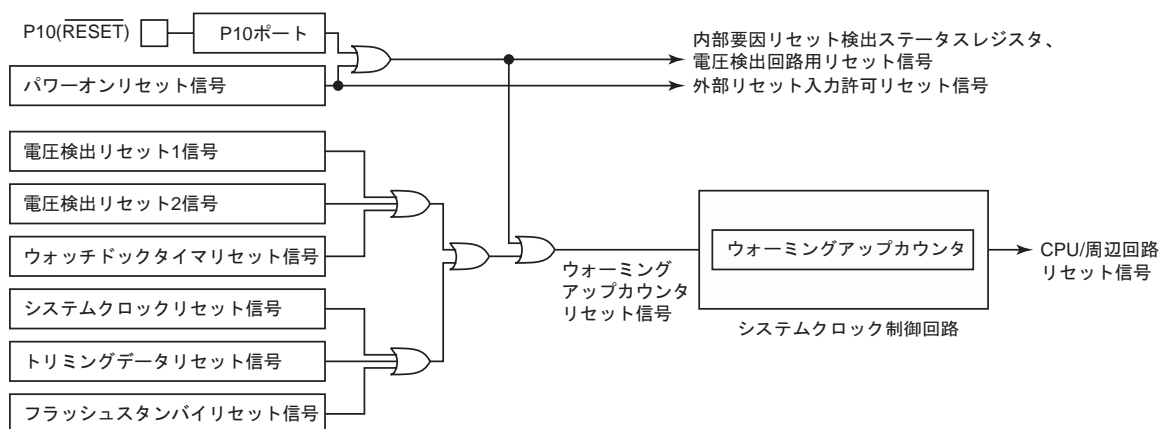 P10(RESET)
P10ポート
パワーオンリセット信号
内部要因リセット検出ステータスレジスタ、
電圧検出回路用リセット信号
外部リセット入力許可リセット信号
電圧検出リセット1信号
電圧検出リセット2信号
ウォッチドックタイマリセット信号
システムクロックリセット信号
トリミングデータリセット信号
フラッシュスタンバイリセット信号
ウォーミング
アップカウンタ
リセット信号
ウォーミングアップカウンタ
システムクロック制御回路
CPU/周辺回路
リセット信号